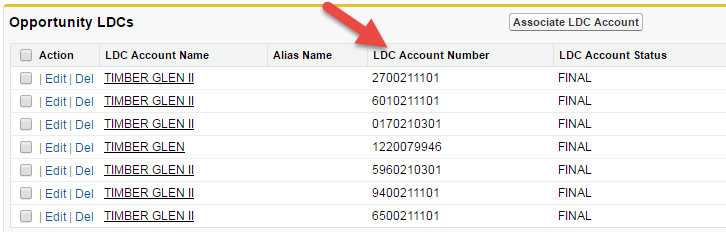 Opportunity LDCs Associate LDC Account
Action LDC Account Name Alias Name LDC Account Number LDC Account Status
| Edit | Del TIMBER GLEN II 2700211101 FINAL
| Edit | Del TIMBER GLEN II 6010211101 FINAL
| Edit | Del TIMBER GLEN II 0170210301 FINAL
| Edit | Del TIMBER GLEN 1220079946 FINAL
| Edit | Del TIMBER GLEN II 5960210301 FINAL
| Edit | Del TIMBER GLEN II 9400211101 FINAL
| Edit | Del TIMBER GLEN II 6500211101 FINAL